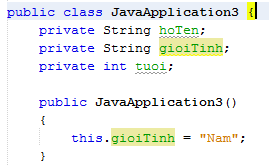 public class JavaApplication3 {
private String hoTen;
private String gioiTinh;
private int tuoi;
public JavaApplication3()
{
this.gioiTinh = "Nam";
}